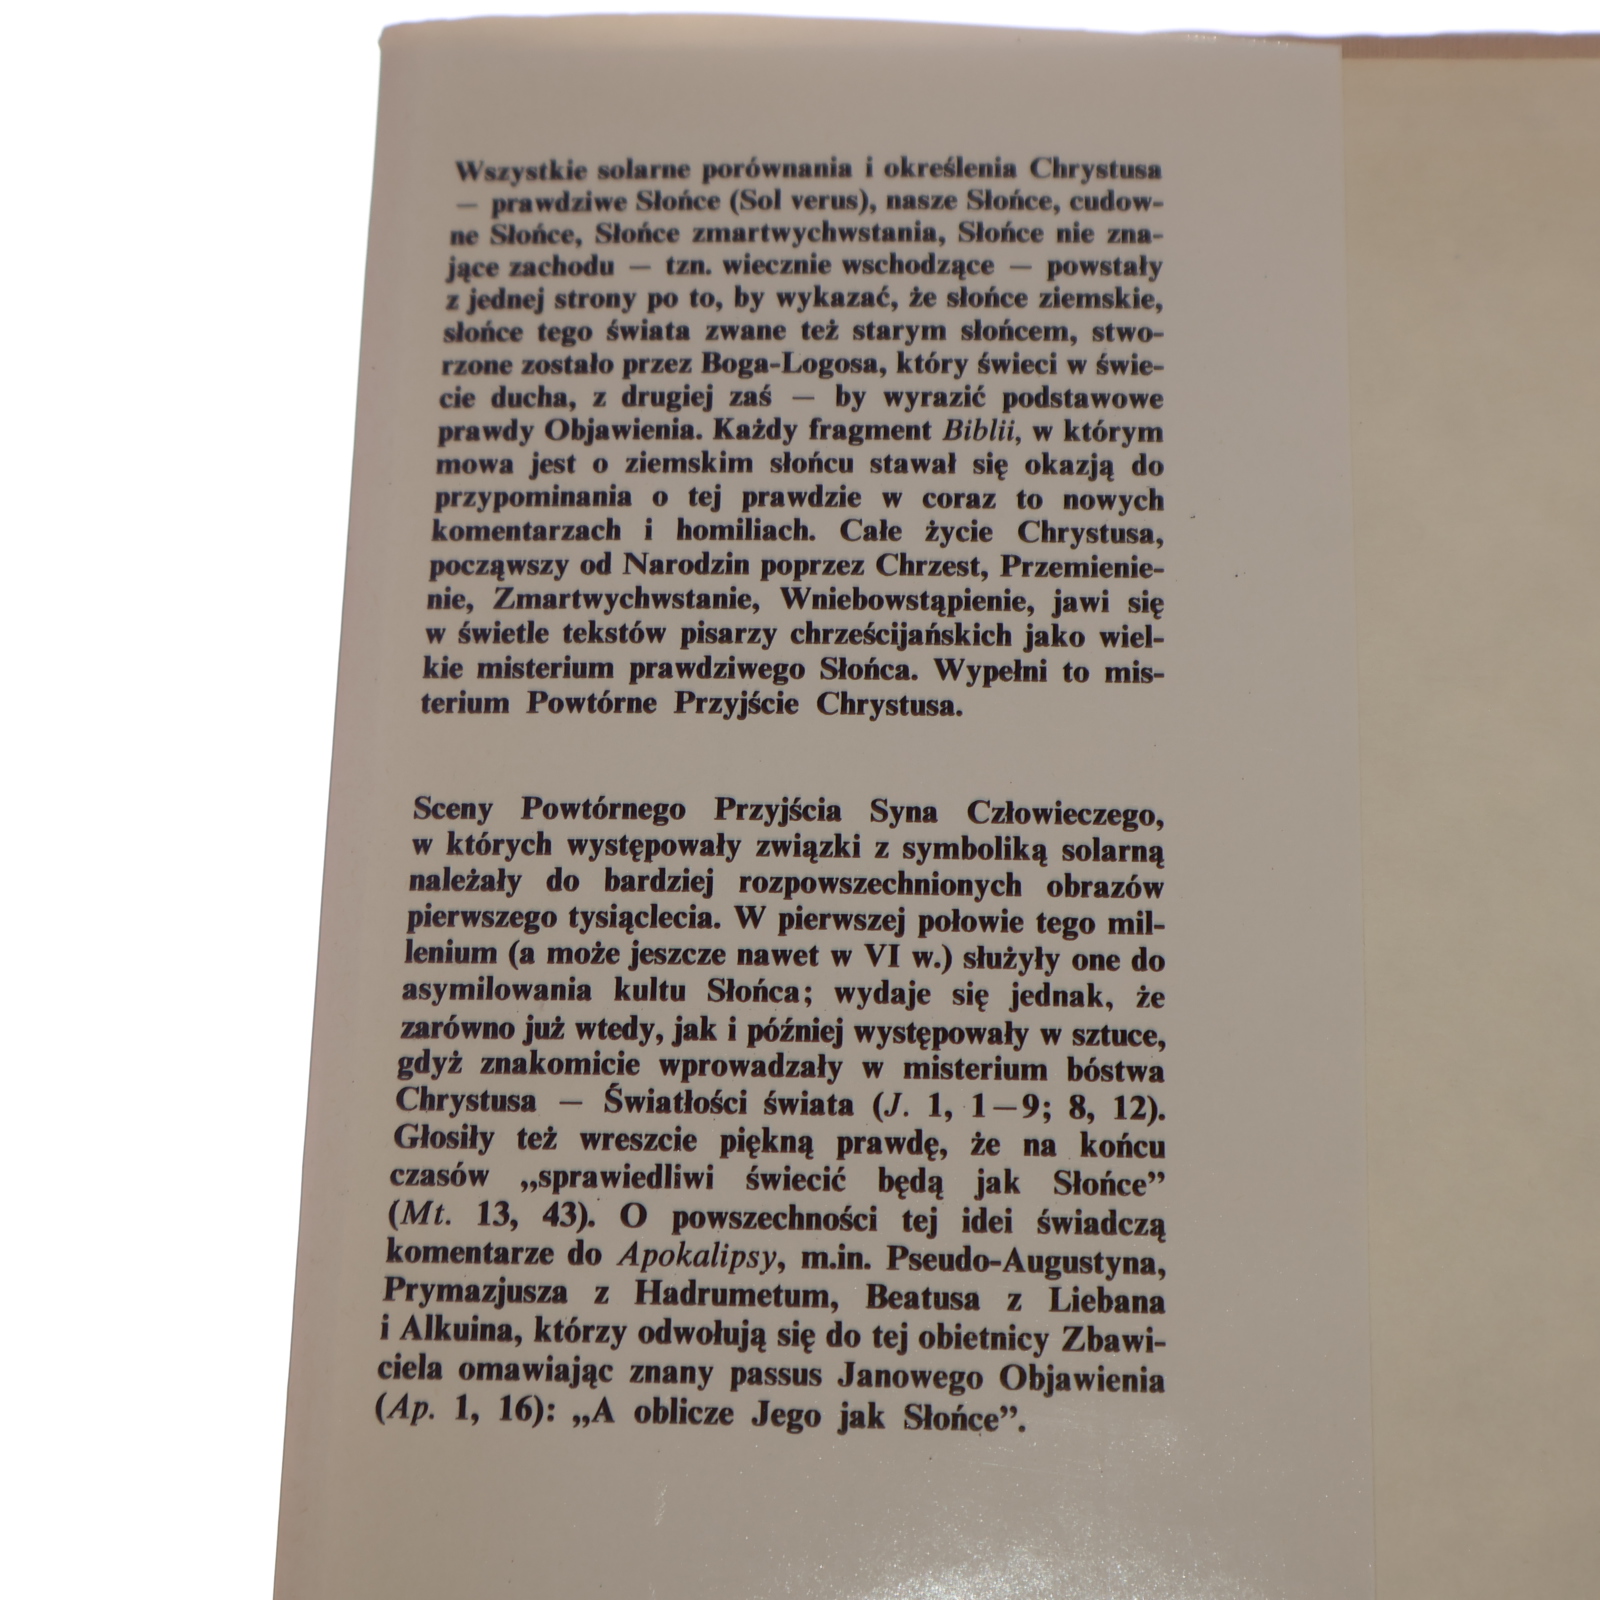 Wszystkie solarne porównania i określenia Chrystusa
— prawdziwe Słońce (Sol verus), nasze Słońce, cudow-
ne Słońce, Słońce zmartwychwstania, Słońce nie zna-
jące zachodu — tzn. wiecznie wschodzące — powstały
z jednej strony po to, by wykazać, że słońce ziemskie,
słońce tego świata zwane też starym słońcem, stwo-
rzone zostało przez Boga-Logosa, który świeci w świe-
cie ducha, z drugiej zaś — by wyrazić podstawowe
prawdy Objawienia. Każdy fragment Biblii, w którym
mowa jest o ziemskim słońcu stawał się okazją do
przypominania o tej prawdzie w coraz to nowych
komentarzach i homiliach. Całe życie Chrystusa,
począwszy od Narodzin poprzez Chrzest, Przemienie-
nie, Zmartwychwstanie, Wniebowstąpienie, jawi się
w świetle tekstów pisarzy chrześcijańskich jako wiel-
kie misterium prawdziwego Słońca. Wypełni to mis-
terium Powtórne Przyjście Chrystusa.
Sceny Powtórnego Przyjścia Syna Człowieczego,
w których występowały związki z symboliką solarną
należały do bardziej rozpowszechnionych obrazów
pierwszego tysiąclecia. W pierwszej połowie tego mil-
lenium (a może jeszcze nawet w VI w.) służyły one do
asymilowania kultu Słońca; wydaje się jednak, że
zarówno już wtedy, jak i później występowały w sztuce,
gdyż znakomicie wprowadzały w misterium bóstwa
Chrystusa — Światłości świata (J. 1, 1—9; 8, 12).
Głosiły też wreszcie piękną prawdę, że na końcu
czasów „sprawiedliwi świecić będą jak Słońce”
(Mt. 13, 43). O powszechności tej idei świadczą
komentarze do Apokalipsy, m.in. Pseudo-Augustyna,
Prymazjusza z Hadrumetum, Beatusa z Liebana
i Alkuina, którzy odwołują się do tej obietnicy Zbawi-
ciela omawiając znany passus Janowego Objawienia
(Ap. 1, 16): „A oblicze Jego jak Słońce”.